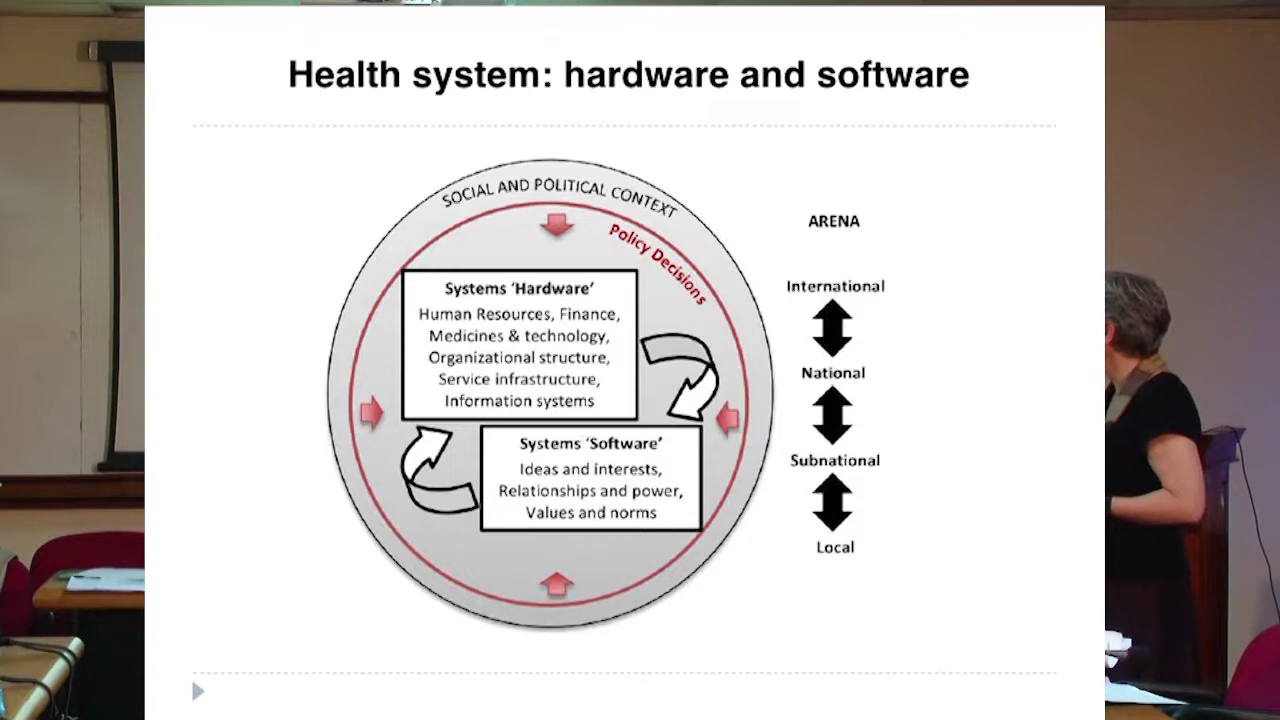 Health system: hardware and software
SOCIAL AND POLITICAL CONTEXT
Policy Decisions
Systems ‘Hardware’
Human Resources, Finance,
Medicines & technology,
Organizational structure,
Service infrastructure,
Information systems
Systems ‘Software’
Ideas and interests,
Relationships and power,
Values and norms
ARENA
International
National
Subnational
Local